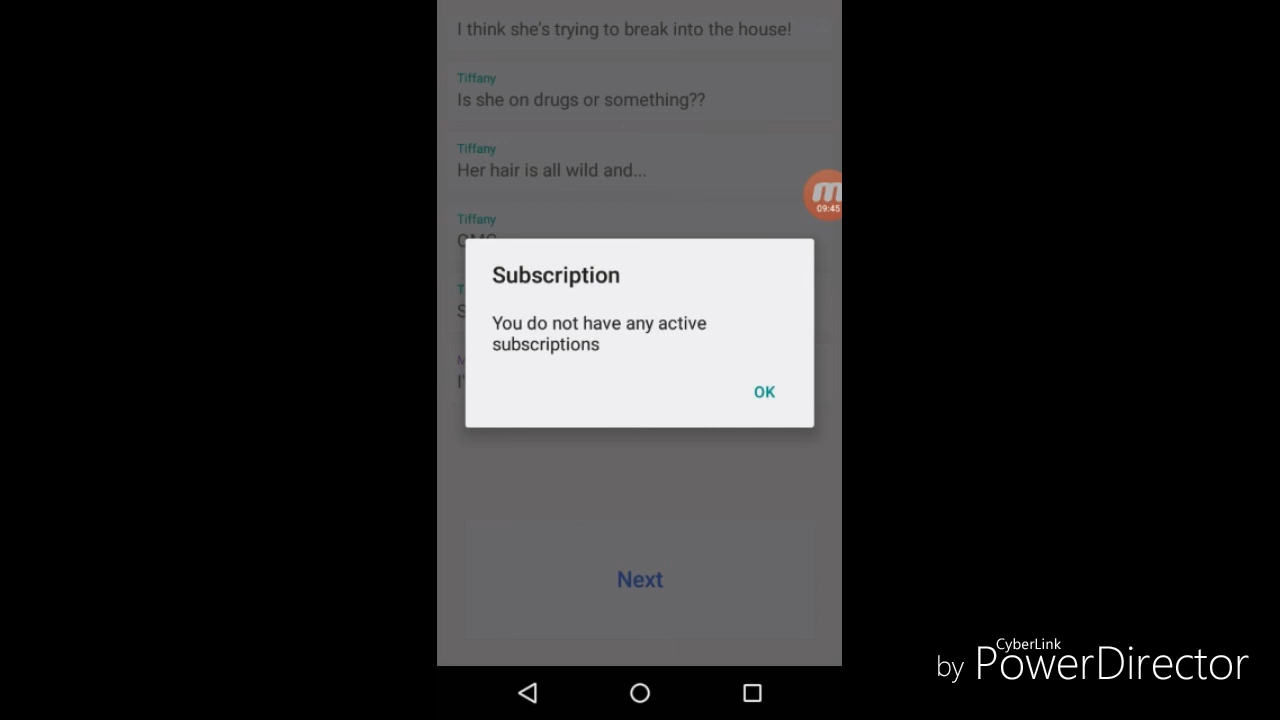 I think she's trying to break into the house!
Tiffany
Is she on drugs or something??
Tiffany
Her hair is all wild and...
Tiffany
09:45
Subscription
You do not have any active
subscriptions
OK
Next
CyberLink
by PowerDirector